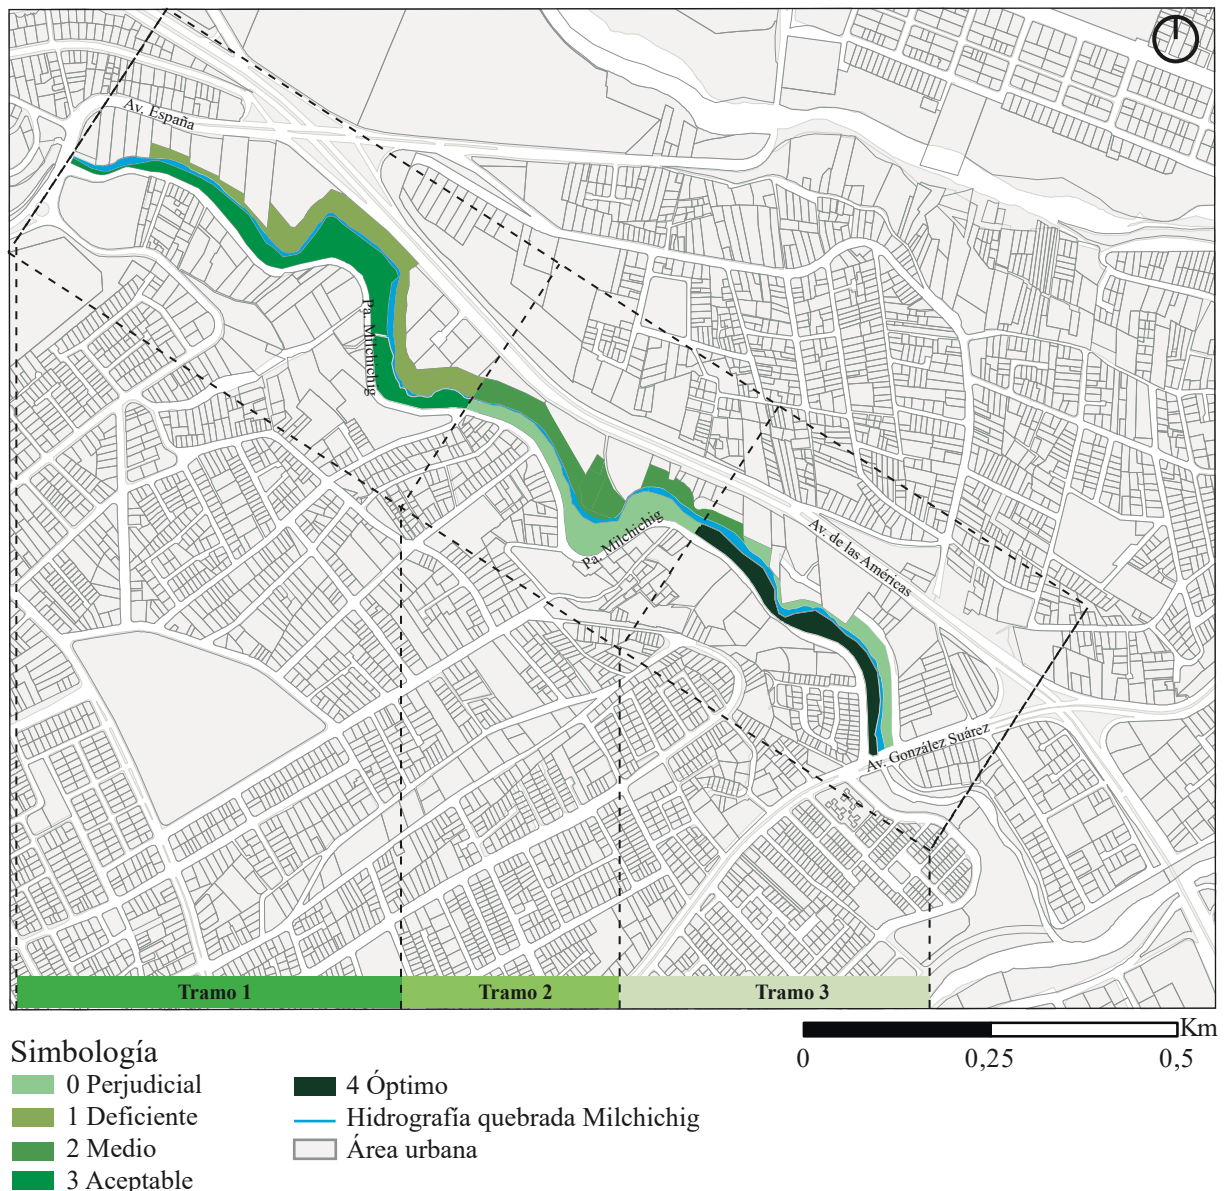 Av. España
Pa. Milchichig
Pa. Milchichig
Av. de las Américas
Av. González Suárez
Tramo 1
Tramo 2
Tramo 3
Km
0
0,25
0,5
Simbología
0 Perjudicial
1 Deficiente
2 Medio
3 Aceptable
4 Óptimo
Hidrografía quebrada Milchichig
Área urbana